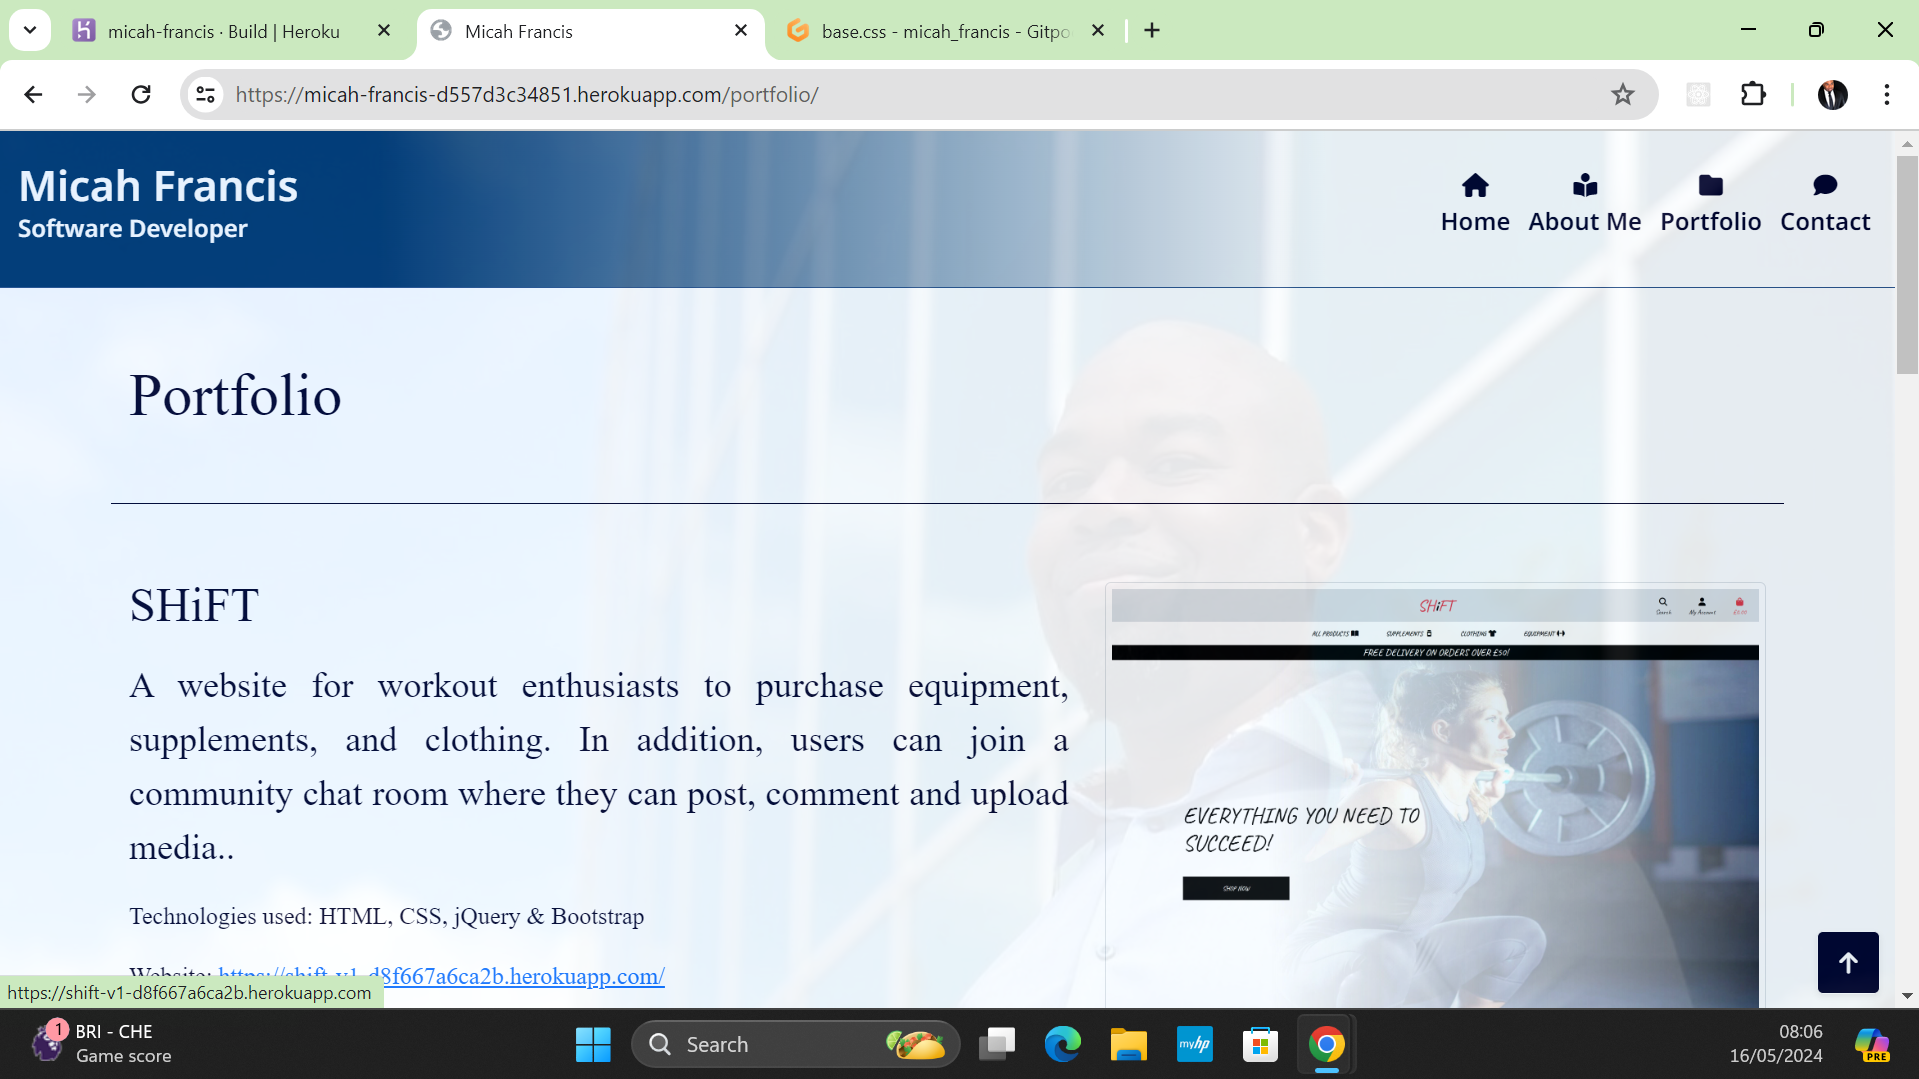 micah-francis · Build | Heroku
Micah Francis
base.css - micah_francis - Gitpo
https://micah-francis-d557d3c34851.herokuapp.com/portfolio/
Micah Francis
Software Developer
Home About Me Portfolio Contact
Portfolio
SHiFT
A website for workout enthusiasts to purchase equipment,
supplements, and clothing. In addition, users can join a
community chat room where they can post, comment and upload
media..
Technologies used: HTML, CSS, jQuery & Bootstrap
Website: https://shift-v1-d8f667a6ca2b.herokuapp.com/
SHiFT
Search My Account
ALL PRODUCTS SUPPLEMENTS CLOTHING EQUIPMENT
FREE DELIVERY ON ORDERS OVER £50!
EVERYTHING YOU NEED TO
SUCCEED!
SHOP NOW
https://shift-v1-d8f667a6ca2b.herokuapp.com
1
BRI - CHE
Game score
Search
myhp
PRE
08:06
16/05/2024